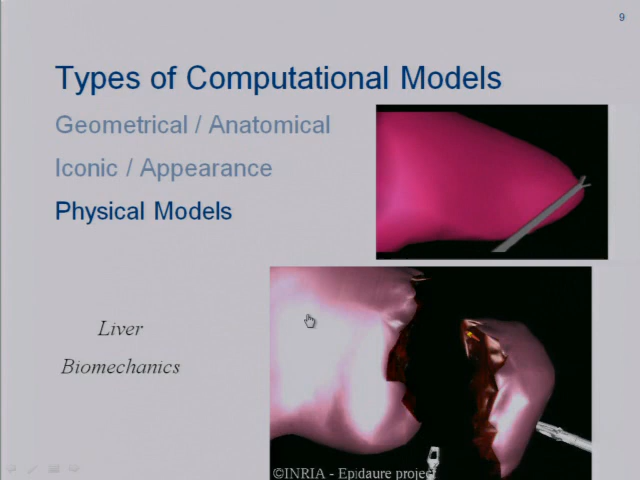 9
Types of Computational Models
Geometrical / Anatomical
Iconic / Appearance
Physical Models
Liver
Biomechanics
©INRIA - Epidaure project